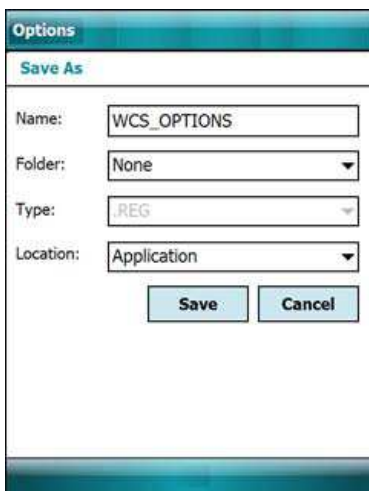 Options
Save As
Name: WCS_OPTIONS
Folder: None
Type: .REG
Location: Application
Save Cancel